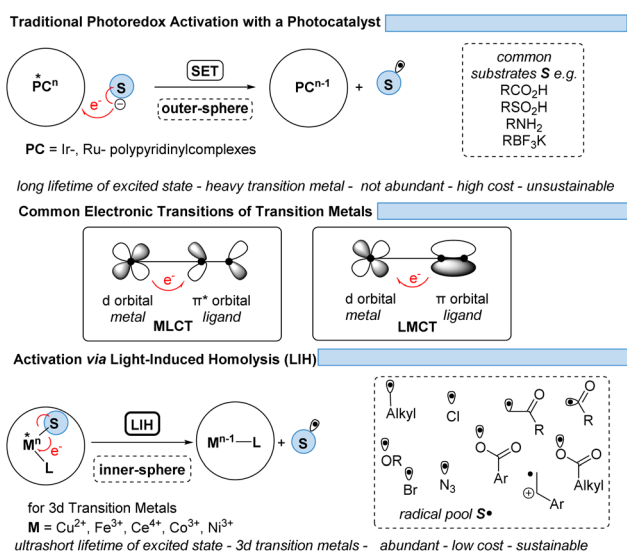 Traditional Photoredox Activation with a Photocatalyst
*
PCⁿ
e⁻
S
⊖
SET
outer-sphere
PCⁿ⁻¹
+
S
common
substrates S e.g.
RCO₂H
RSO₂H
RNH₂
RBF₃K
PC = Ir-, Ru- polypyridinylcomplexes
long lifetime of excited state - heavy transition metal - not abundant - high cost - unsustainable
Common Electronic Transitions of Transition Metals
e⁻
d orbital
metal
π* orbital
ligand
MLCT
e⁻
d orbital
metal
π orbital
ligand
LMCT
Activation via Light-Induced Homolysis (LIH)
*
S
Mⁿ
e⁻
L
LIH
inner-sphere
Mⁿ⁻¹—L
+
S
Alkyl
Cl
O
R
O
R
OR
Br
N₃
O
O
Ar
⊕
Ar
O
O
Alkyl
radical pool S•
for 3d Transition Metals
M = Cu²⁺, Fe³⁺, Ce⁴⁺, Co³⁺, Ni³⁺
ultrashort lifetime of excited state - 3d transition metals - abundant - low cost - sustainable